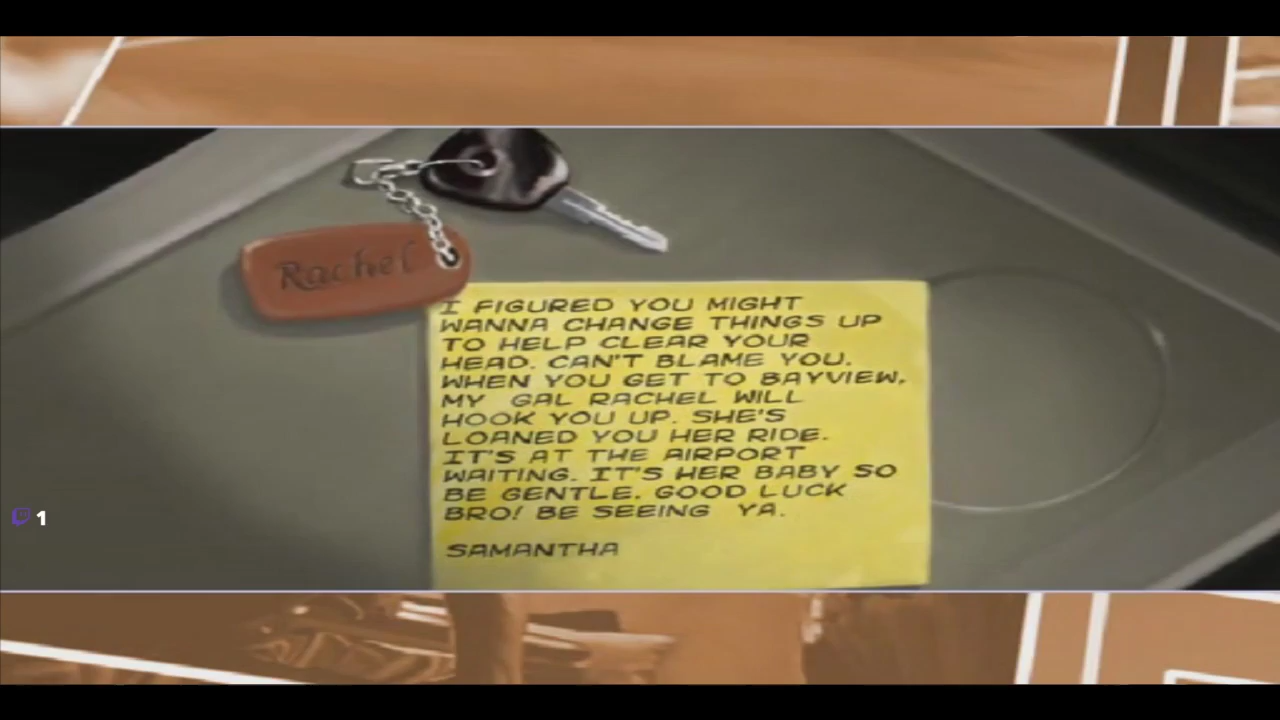 Rachel
I FIGURED YOU MIGHT
WANNA CHANGE THINGS UP
TO HELP CLEAR YOUR
HEAD. CAN'T BLAME YOU.
WHEN YOU GET TO BAYVIEW,
MY GAL RACHEL WILL
HOOK YOU UP. SHE'S
LOANED YOU HER RIDE.
IT'S AT THE AIRPORT
WAITING. IT'S HER BABY SO
BE GENTLE. GOOD LUCK
BRO! BE SEEING YA.
SAMANTHA
1